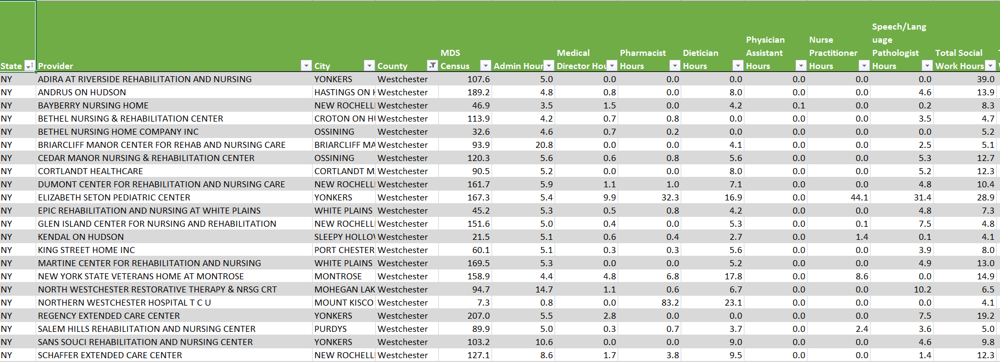 State Provider City County MDS Census Admin Hour Medical Director Hou Pharmacist Hours Dietician Hours Physician Assistant Hours Nurse Practitioner Hours Speech/Lang uage Pathologist Hours Total Social Work Hours
NY ADIRA AT RIVERSIDE REHABILITATION AND NURSING YONKERS Westchester 107.6 5.0 0.0 0.0 0.0 0.0 0.0 0.0 39.0
NY ANDRUS ON HUDSON HASTINGS ON H Westchester 189.2 4.8 0.8 0.0 8.0 0.0 0.0 4.6 13.9
NY BAYBERRY NURSING HOME NEW ROCHELL Westchester 46.9 3.5 1.5 0.0 4.2 0.1 0.0 0.2 8.3
NY BETHEL NURSING & REHABILITATION CENTER CROTON ON HU Westchester 113.9 4.2 0.7 0.8 0.0 0.0 0.0 3.5 4.7
NY BETHEL NURSING HOME COMPANY INC OSSINING Westchester 32.6 4.6 0.7 0.2 0.0 0.0 0.0 0.0 5.2
NY BRIARCLIFF MANOR CENTER FOR REHAB AND NURSING CARE BRIARCLIFF MA Westchester 93.9 20.8 0.0 0.0 4.1 0.0 0.0 2.5 5.1
NY CEDAR MANOR NURSING & REHABILITATION CENTER OSSINING Westchester 120.3 5.6 0.6 0.8 5.6 0.0 0.0 5.3 12.7
NY CORTLANDT HEALTHCARE CORTLANDT M Westchester 90.5 5.2 0.0 0.0 8.0 0.0 0.0 5.2 12.3
NY DUMONT CENTER FOR REHABILITATION AND NURSING CARE NEW ROCHELL Westchester 161.7 5.9 1.1 1.0 7.1 0.0 0.0 4.8 10.4
NY ELIZABETH SETON PEDIATRIC CENTER YONKERS Westchester 167.3 5.4 9.9 32.3 16.9 0.0 44.1 31.4 28.9
NY EPIC REHABILITATION AND NURSING AT WHITE PLAINS WHITE PLAINS Westchester 45.2 5.3 0.5 0.8 4.2 0.0 0.0 4.8 7.3
NY GLEN ISLAND CENTER FOR NURSING AND REHABILITATION NEW ROCHELL Westchester 151.6 5.0 0.4 0.0 5.3 0.0 0.1 7.5 4.8
NY KENDAL ON HUDSON SLEEPY HOLLOW Westchester 21.5 5.1 0.6 0.4 2.7 0.0 1.4 0.1 4.1
NY KING STREET HOME INC PORT CHESTER Westchester 60.1 5.1 0.3 0.3 5.6 0.0 0.0 3.9 8.0
NY MARTINE CENTER FOR REHABILITATION AND NURSING WHITE PLAINS Westchester 169.5 5.3 0.0 0.0 5.2 0.0 0.0 4.9 13.0
NY NEW YORK STATE VETERANS HOME AT MONTROSE MONTROSE Westchester 158.9 4.4 4.8 6.8 17.8 0.0 8.6 0.0 14.9
NY NORTH WESTCHESTER RESTORATIVE THERAPY & NRSG CRT MOHEGAN LAK Westchester 94.7 14.7 1.1 0.6 6.7 0.0 0.0 10.2 6.5
NY NORTHERN WESTCHESTER HOSPITAL T C U MOUNT KISCO Westchester 7.3 0.8 0.0 83.2 23.1 0.0 0.0 0.0 4.1
NY REGENCY EXTENDED CARE CENTER YONKERS Westchester 207.0 5.5 2.8 0.0 0.0 0.0 0.0 7.5 19.2
NY SALEM HILLS REHABILITATION AND NURSING CENTER PURDYS Westchester 89.9 5.0 0.3 0.7 3.7 0.0 2.4 3.6 5.0
NY SANS SOUCI REHABILITATION AND NURSING CENTER YONKERS Westchester 103.2 10.6 0.0 0.0 9.0 0.0 0.0 4.6 9.8
NY SCHAFFER EXTENDED CARE CENTER NEW ROCHELL Westchester 127.1 8.6 1.7 3.8 9.5 0.0 0.0 1.4 12.3